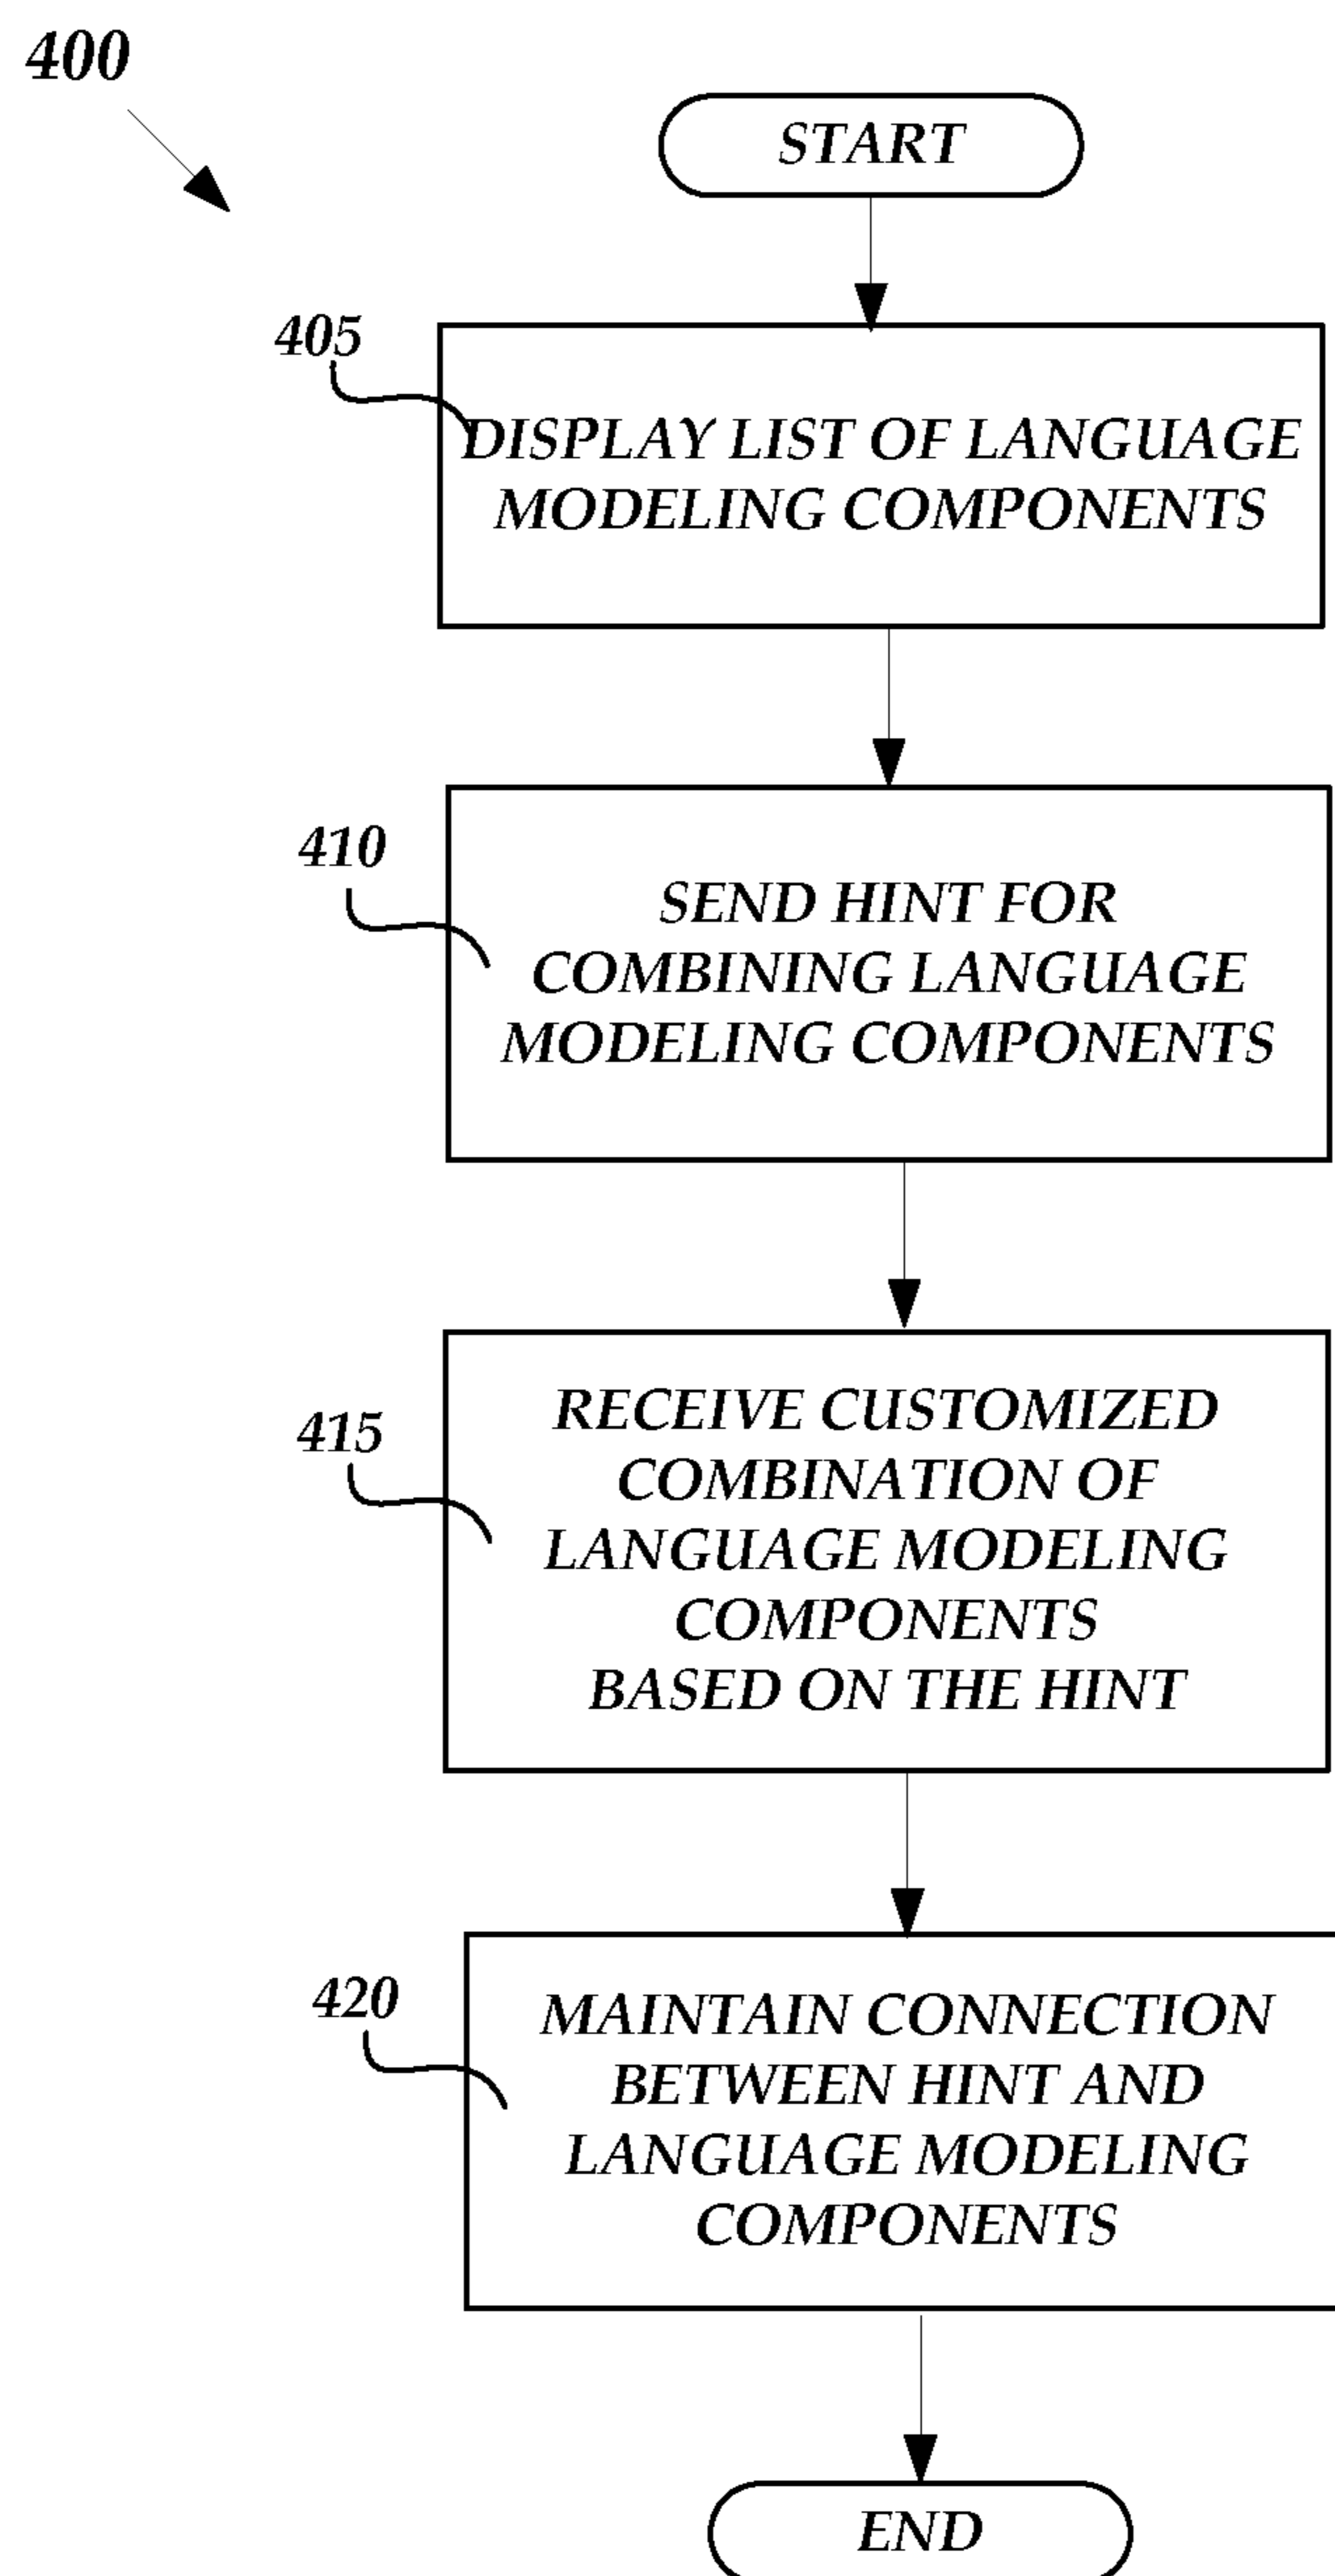 400
START
405
DISPLAY LIST OF LANGUAGE
MODELING COMPONENTS
410
SEND HINT FOR
COMBINING LANGUAGE
MODELING COMPONENTS
415
RECEIVE CUSTOMIZED
COMBINATION OF
LANGUAGE MODELING
COMPONENTS
BASED ON THE HINT
420
MAINTAIN CONNECTION
BETWEEN HINT AND
LANGUAGE MODELING
COMPONENTS
END